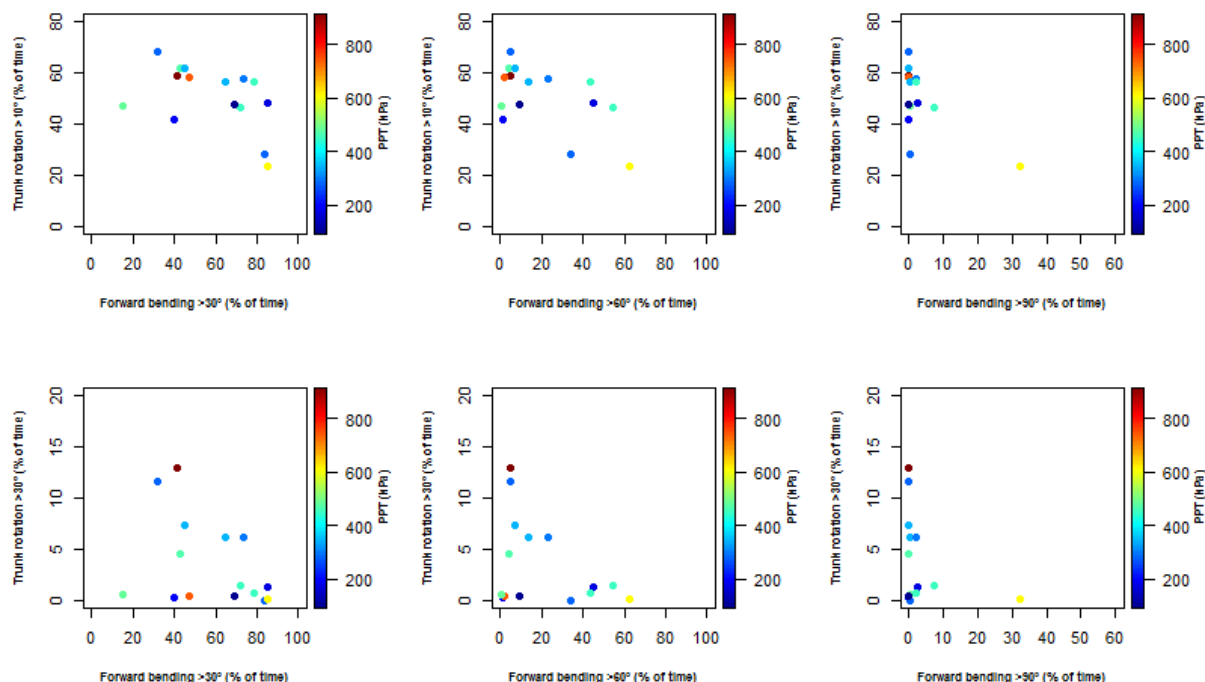 Trunk rotation >10° (% of time)
0 20 40 60 80
0 20 40 60 80 100
Forward bending >30° (% of time)
200 400 600 800
PPT (hPa)
Trunk rotation >10° (% of time)
0 20 40 60 80
0 20 40 60 80 100
Forward bending >60° (% of time)
200 400 600 800
PPT (hPa)
Trunk rotation >10° (% of time)
0 20 40 60 80
0 10 20 30 40 50 60
Forward bending >90° (% of time)
200 400 600 800
PPT (hPa)
Trunk rotation >30° (% of time)
0 5 10 15 20
0 20 40 60 80 100
Forward bending >30° (% of time)
200 400 600 800
PPT (hPa)
Trunk rotation >30° (% of time)
0 5 10 15 20
0 20 40 60 80 100
Forward bending >60° (% of time)
200 400 600 800
PPT (hPa)
Trunk rotation >30° (% of time)
0 5 10 15 20
0 10 20 30 40 50 60
Forward bending >90° (% of time)
200 400 600 800
PPT (hPa)